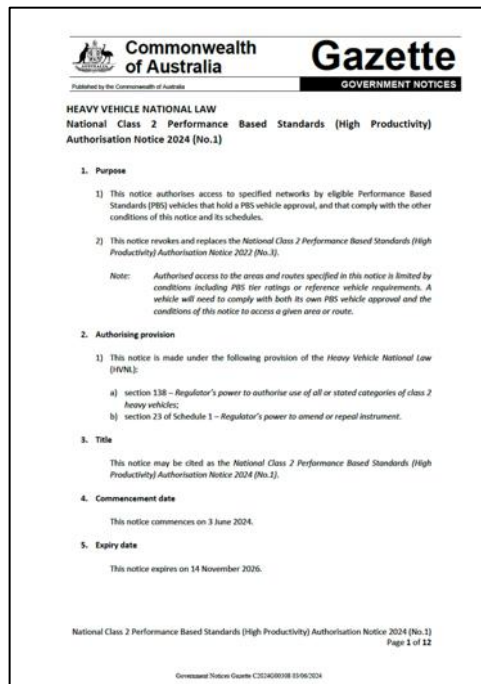 Commonwealth
of Australia
Gazette
Published by the Commonwealth of Australia
GOVERNMENT NOTICES
HEAVY VEHICLE NATIONAL LAW
National Class 2 Performance Based Standards (High Productivity)
Authorisation Notice 2024 (No.1)
1. Purpose
1) This notice authorises access to specified networks by eligible Performance Based
Standards (PBS) vehicles that hold a PBS vehicle approval, and that comply with the other
conditions of this notice and its schedules.
2) This notice revokes and replaces the National Class 2 Performance Based Standards (High
Productivity) Authorisation Notice 2022 (No.3).
Note: Authorised access to the areas and routes specified in this notice is limited by
conditions including PBS tier ratings or reference vehicle requirements. A
vehicle will need to comply with both its own PBS vehicle approval and the
conditions of this notice to access a given area or route.
2. Authorising provision
1) This notice is made under the following provision of the Heavy Vehicle National Law
(HVNL):
a) section 138 – Regulator's power to authorise use of all or stated categories of class 2
heavy vehicles;
b) section 23 of Schedule 1 – Regulator's power to amend or repeal instrument.
3. Title
This notice may be cited as the National Class 2 Performance Based Standards (High
Productivity) Authorisation Notice 2024 (No.1).
4. Commencement date
This notice commences on 3 June 2024.
5. Expiry date
This notice expires on 14 November 2026.
National Class 2 Performance Based Standards (High Productivity) Authorisation Notice 2024 (No.1)
Page 1 of 12
Government Notices Gazette C2024G00308 03/06/2024